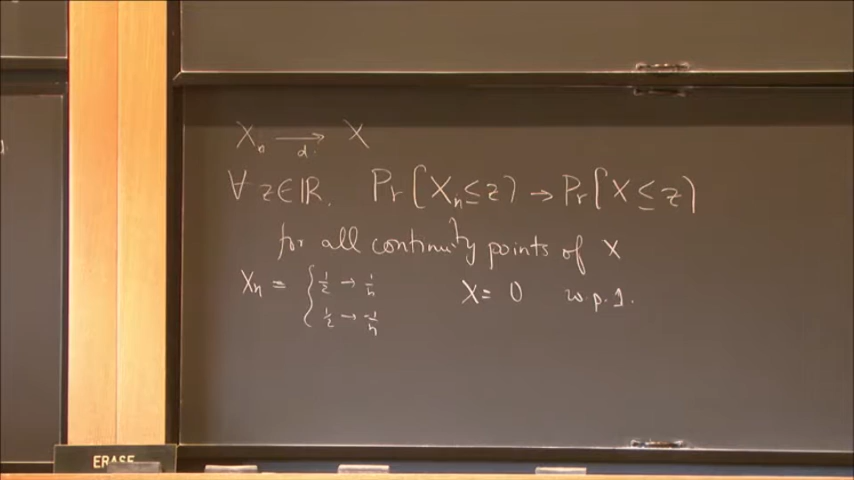 Xn →d. X
∀ z∈ℝ. Pr(Xn ≤ z) → Pr(X ≤ z)
for all continuity points of X
Xn = { 1/2 → 1/n X = 0 w.p.1.
1/2 → -1/n
ERASE